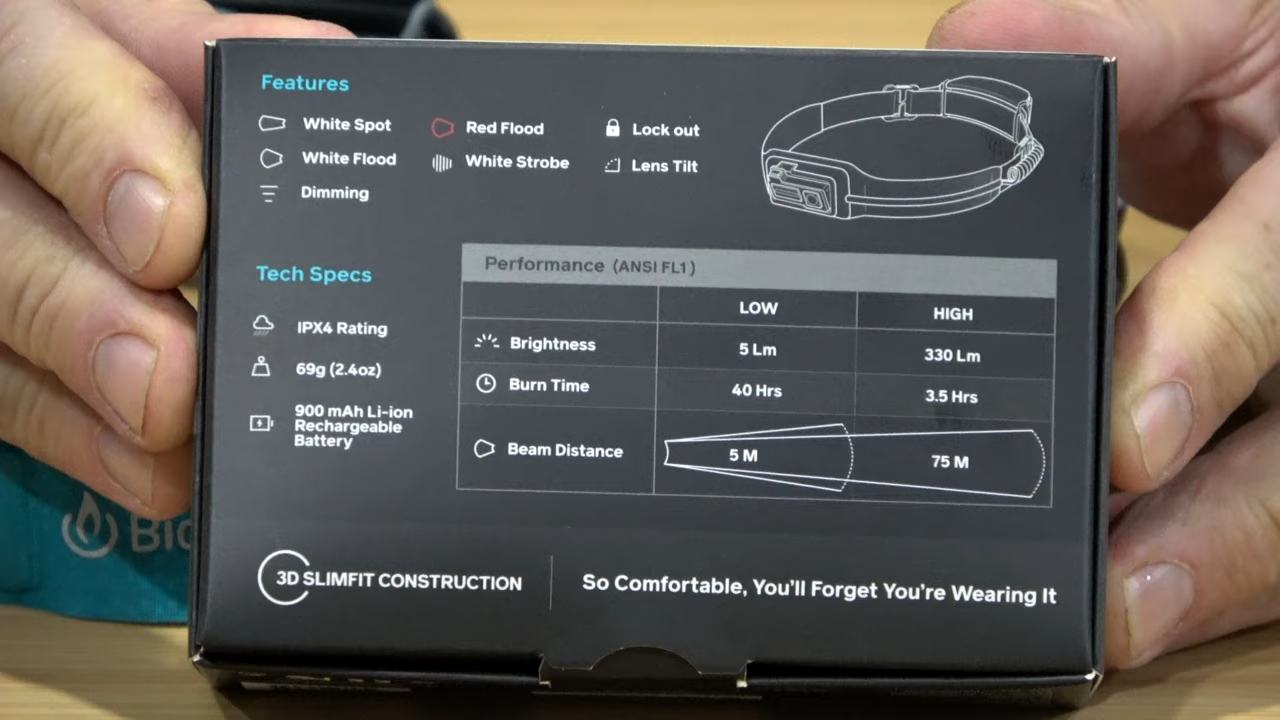 Features
White Spot
White Flood
Dimming
Red Flood
White Strobe
Lock out
Lens Tilt
Tech Specs
IPX4 Rating
69g (2.4oz)
900 mAh Li-ion
Rechargeable
Battery
Performance (ANSI FL1)
LOW HIGH
Brightness 5 Lm 330 Lm
Burn Time 40 Hrs 3.5 Hrs
Beam Distance 5 M 75 M
3D SLIMFIT CONSTRUCTION
So Comfortable, You'll Forget You're Wearing It